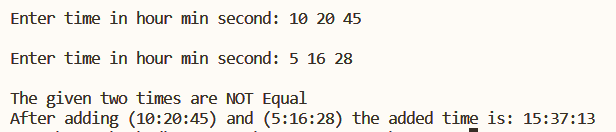 Enter time in hour min second: 10 20 45
Enter time in hour min second: 5 16 28
The given two times are NOT Equal
After adding (10:20:45) and (5:16:28) the added time is: 15:37:13